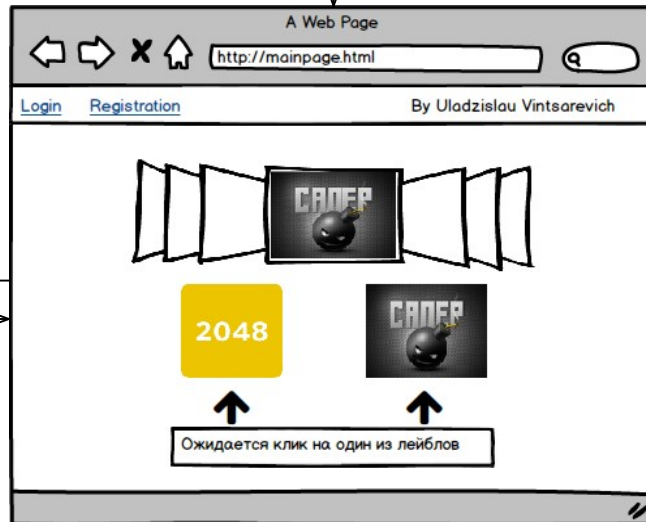 A Web Page
http://mainpage.html
Login Registration By Uladzislau Vintsarevich
САПЕР
2048
САПЕР
Ожидается клик на один из лейблов